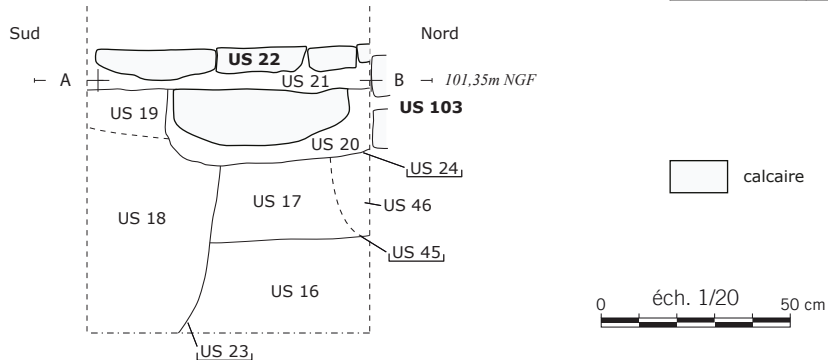 Sud
Nord
US 22
A
US 21
B
101,35m NGF
US 19
US 103
US 20
US 24
calcaire
US 18
US 17
US 46
US 45
US 16
0
éch. 1/20
50 cm
US 23